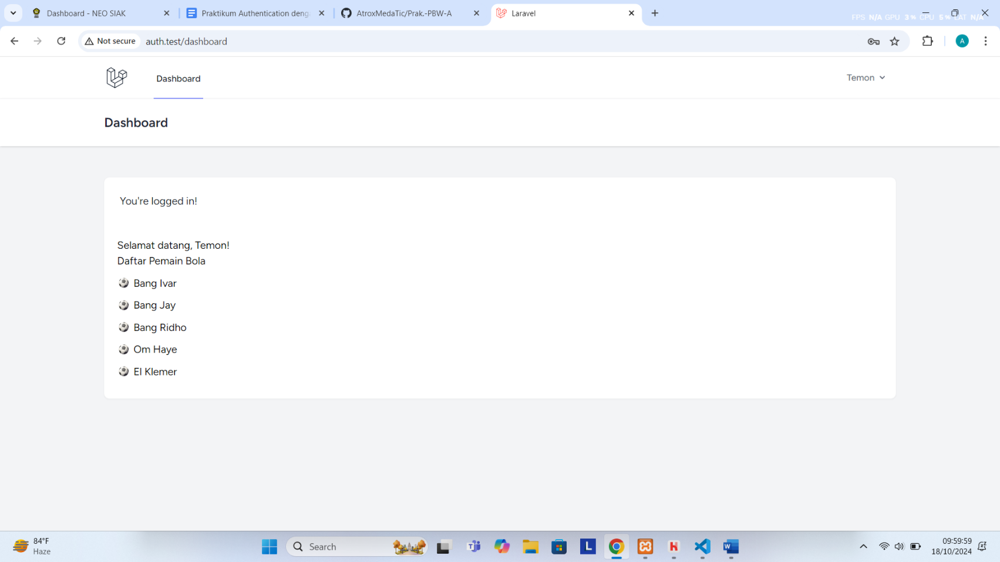 Dashboard - NEO SIAK
Praktikum Authentication deng
AtroxMedaTic/Prak.-PBW-A
Laravel
FPS N/A GPU 3 % CPU 5 % LAT N/A
Not secure
auth.test/dashboard
A
Dashboard
Temon
Dashboard
You're logged in!
Selamat datang, Temon!
Daftar Pemain Bola
Bang Ivar
Bang Jay
Bang Ridho
Om Haye
El Klemer
84°F
Haze
Search
L
W
09:59:59
18/10/2024